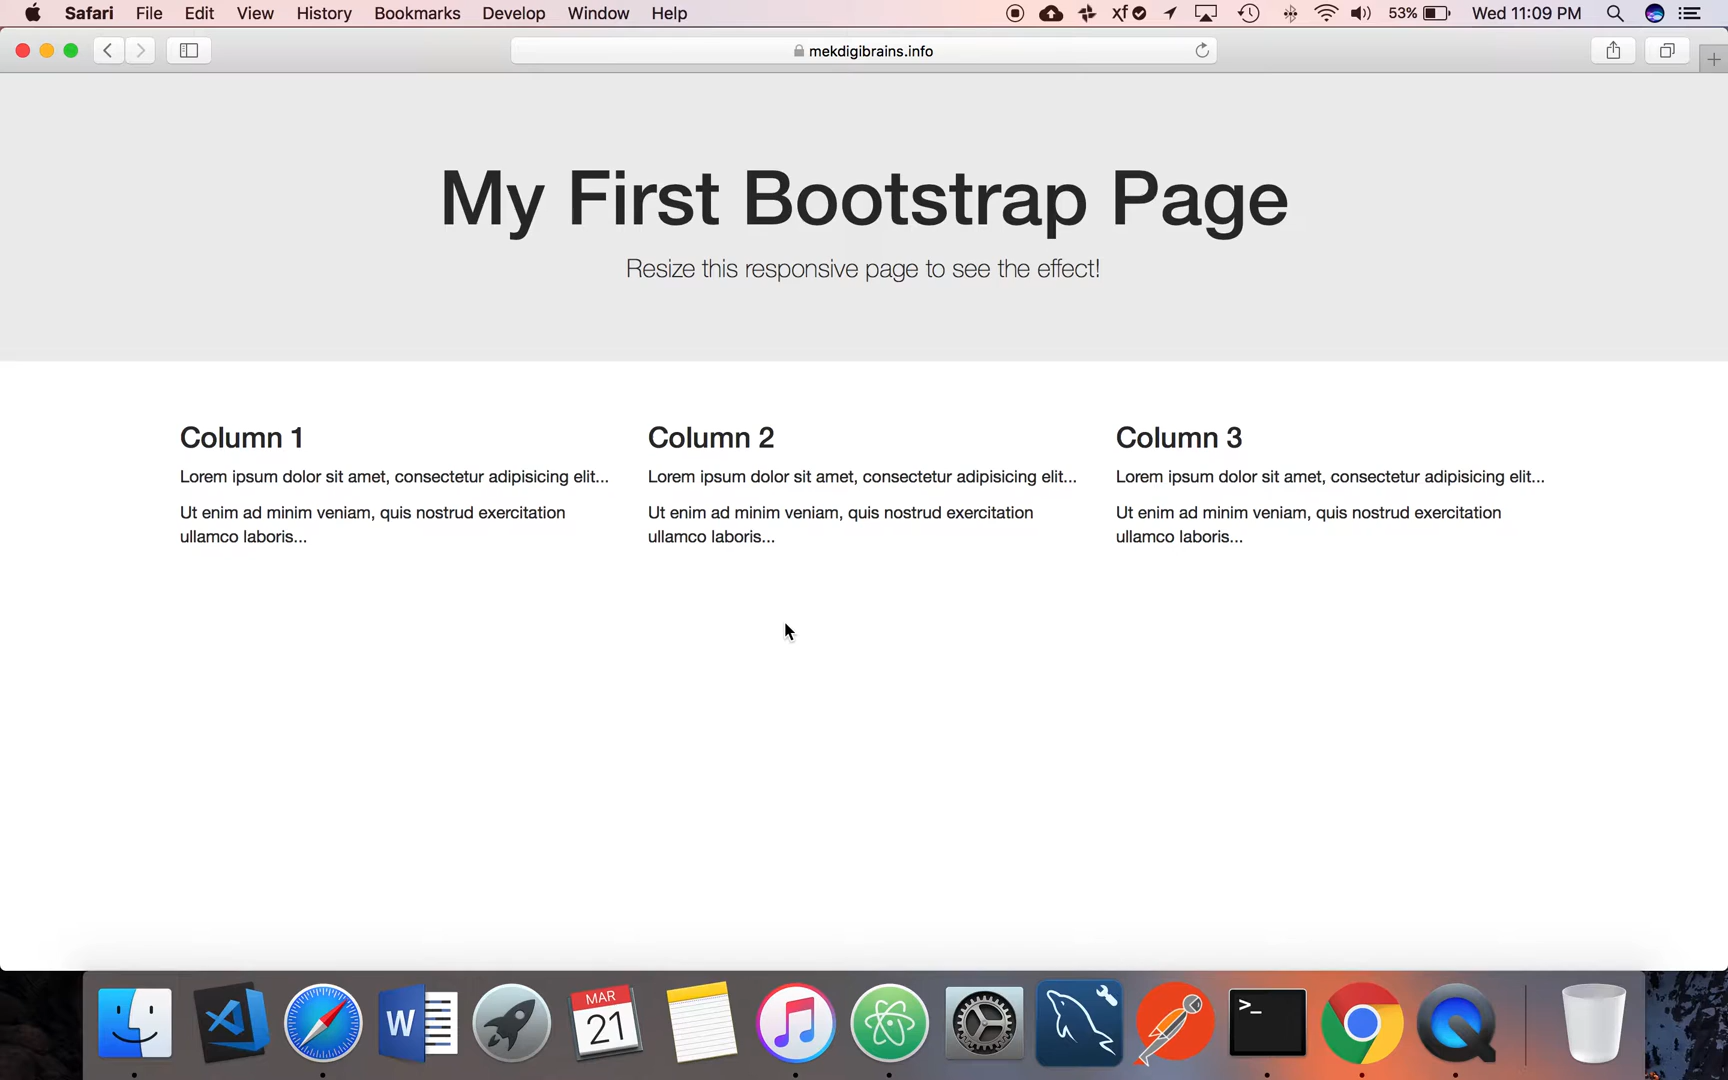 Safari File Edit View History Bookmarks Develop Window Help xf 53% Wed 11:09 PM
mekdigibrains.info
My First Bootstrap Page
Resize this responsive page to see the effect!
Column 1 Column 2 Column 3
Lorem ipsum dolor sit amet, consectetur adipisicing elit... Lorem ipsum dolor sit amet, consectetur adipisicing elit... Lorem ipsum dolor sit amet, consectetur adipisicing elit...
Ut enim ad minim veniam, quis nostrud exercitation Ut enim ad minim veniam, quis nostrud exercitation Ut enim ad minim veniam, quis nostrud exercitation
ullamco laboris... ullamco laboris... ullamco laboris...
W MAR >_
21